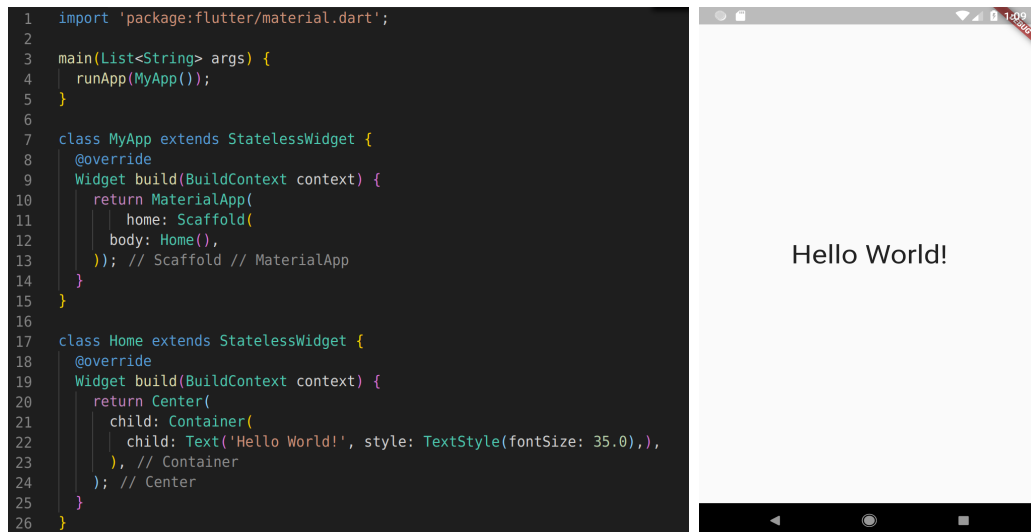 1 import 'package:flutter/material.dart';
2
3 main(List<String> args) {
4   runApp(MyApp());
5 }
6
7 class MyApp extends StatelessWidget {
8   @override
9   Widget build(BuildContext context) {
10     return MaterialApp(
11         home: Scaffold(
12       body: Home(),
13     )); // Scaffold // MaterialApp
14   }
15 }
16
17 class Home extends StatelessWidget {
18   @override
19   Widget build(BuildContext context) {
20     return Center(
21       child: Container(
22         child: Text('Hello World!', style: TextStyle(fontSize: 35.0),),
23       ), // Container
24     ); // Center
25   }
26 }
1:09
Hello World!